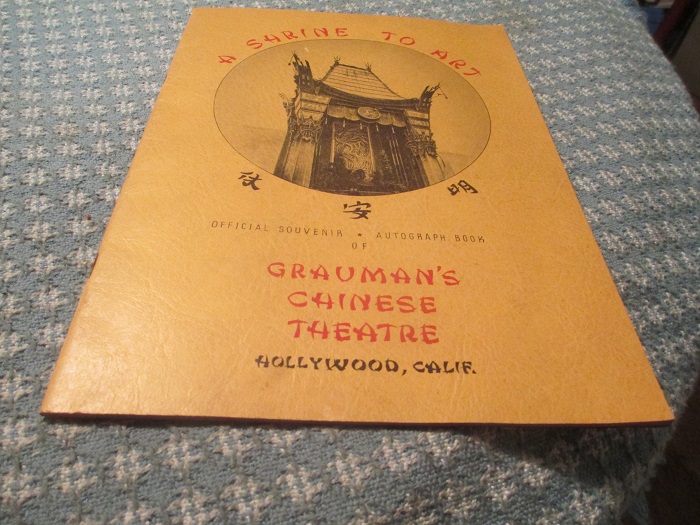 A SHRINE TO ART
安 明
OFFICIAL SOUVENIR • AUTOGRAPH BOOK
OF
GRAUMAN'S
CHINESE
THEATRE
HOLLYWOOD, CALIF.